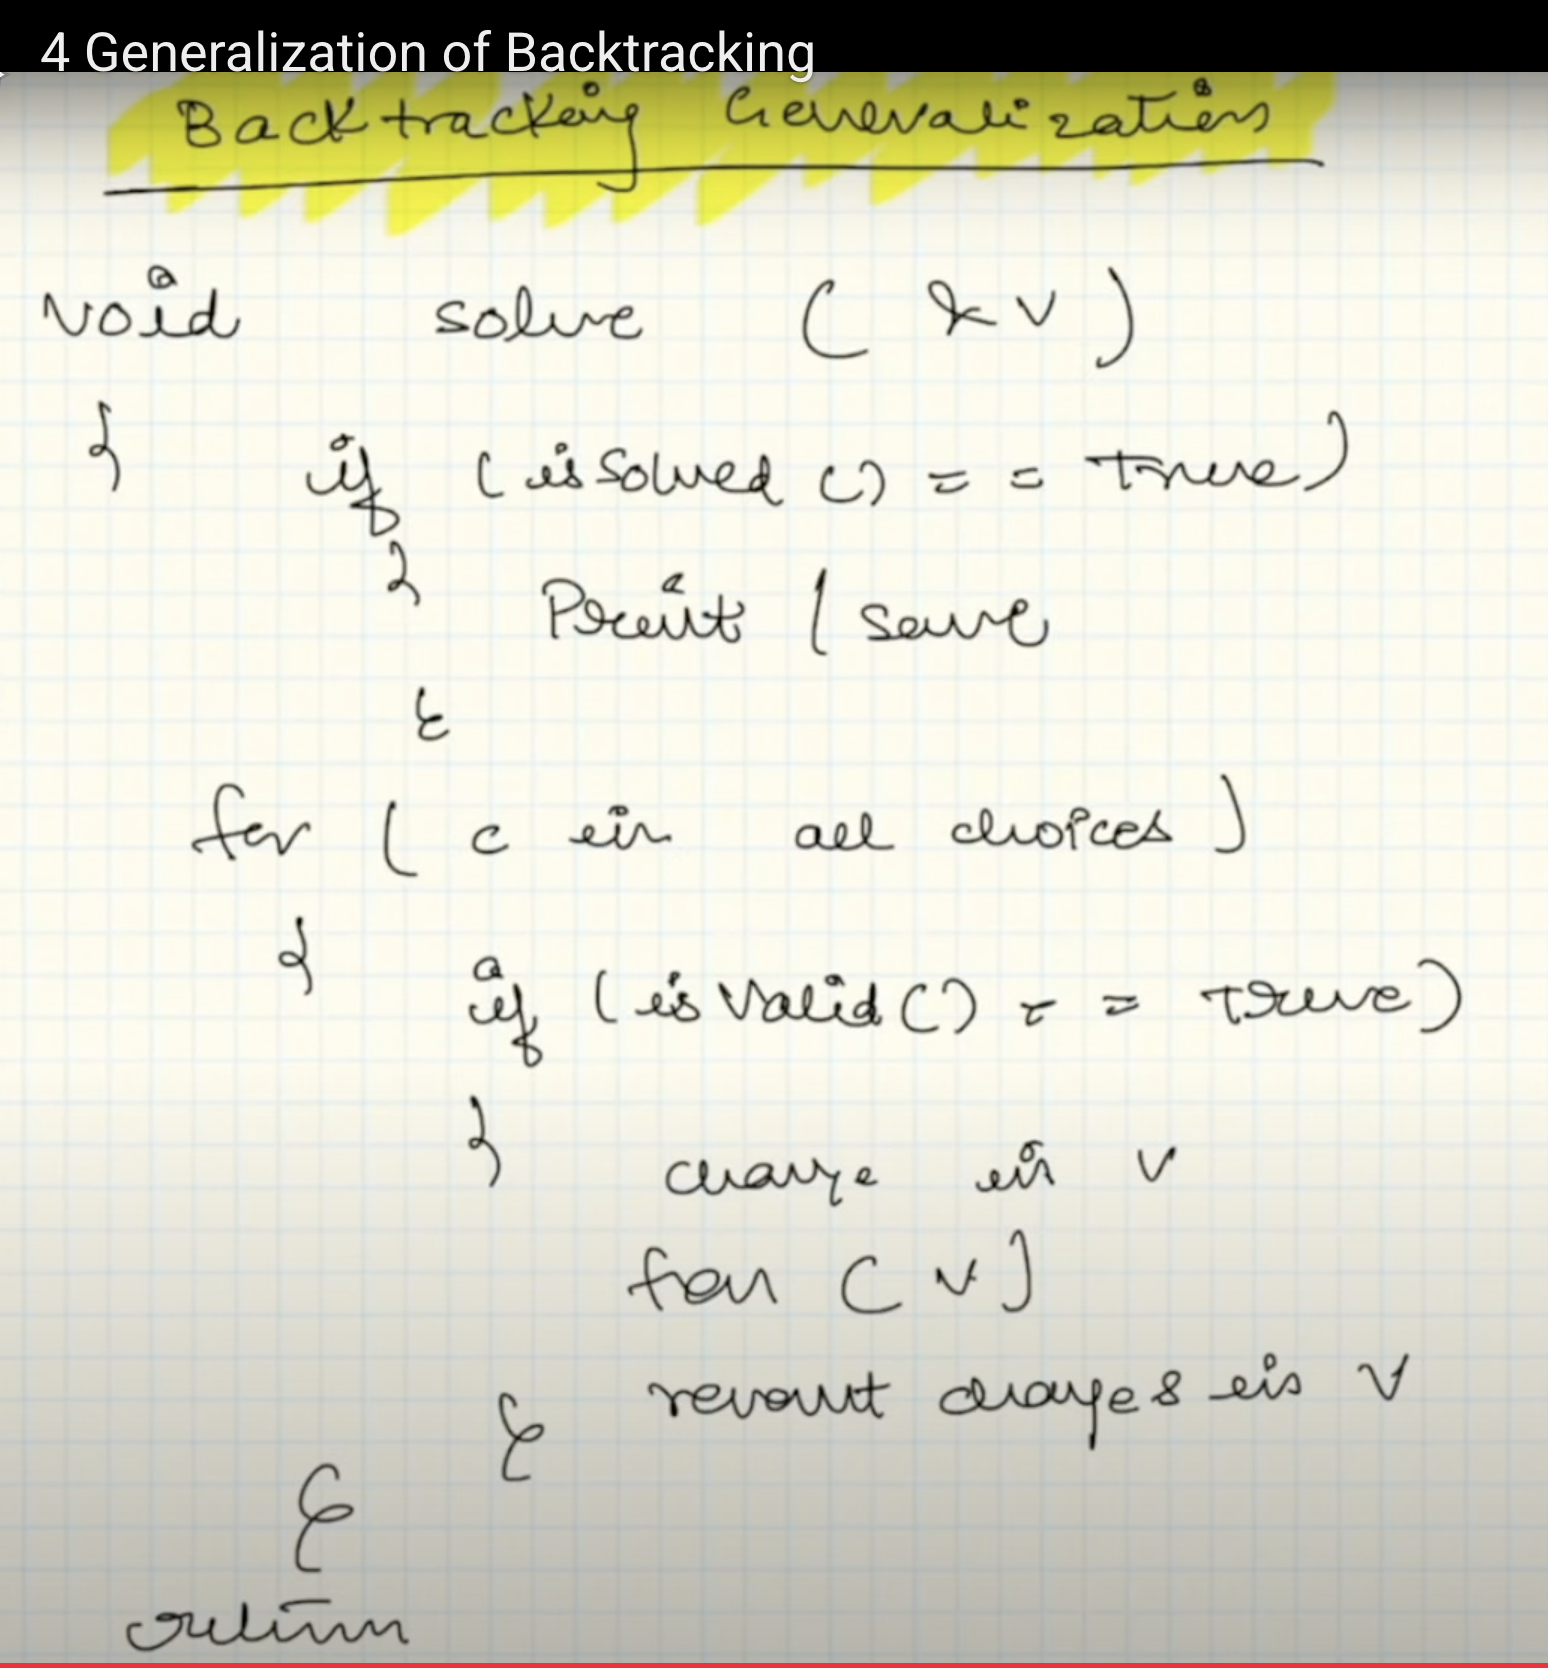 4 Generalization of Backtracking
Backtracking Generalization
void solve ( & v )
{ if ( isSolved () == True )
{ Print / save
}
for ( c in all choices )
{ if ( isValid () == True )
{ change in v
fun ( v )
} revert changes in v
}
return